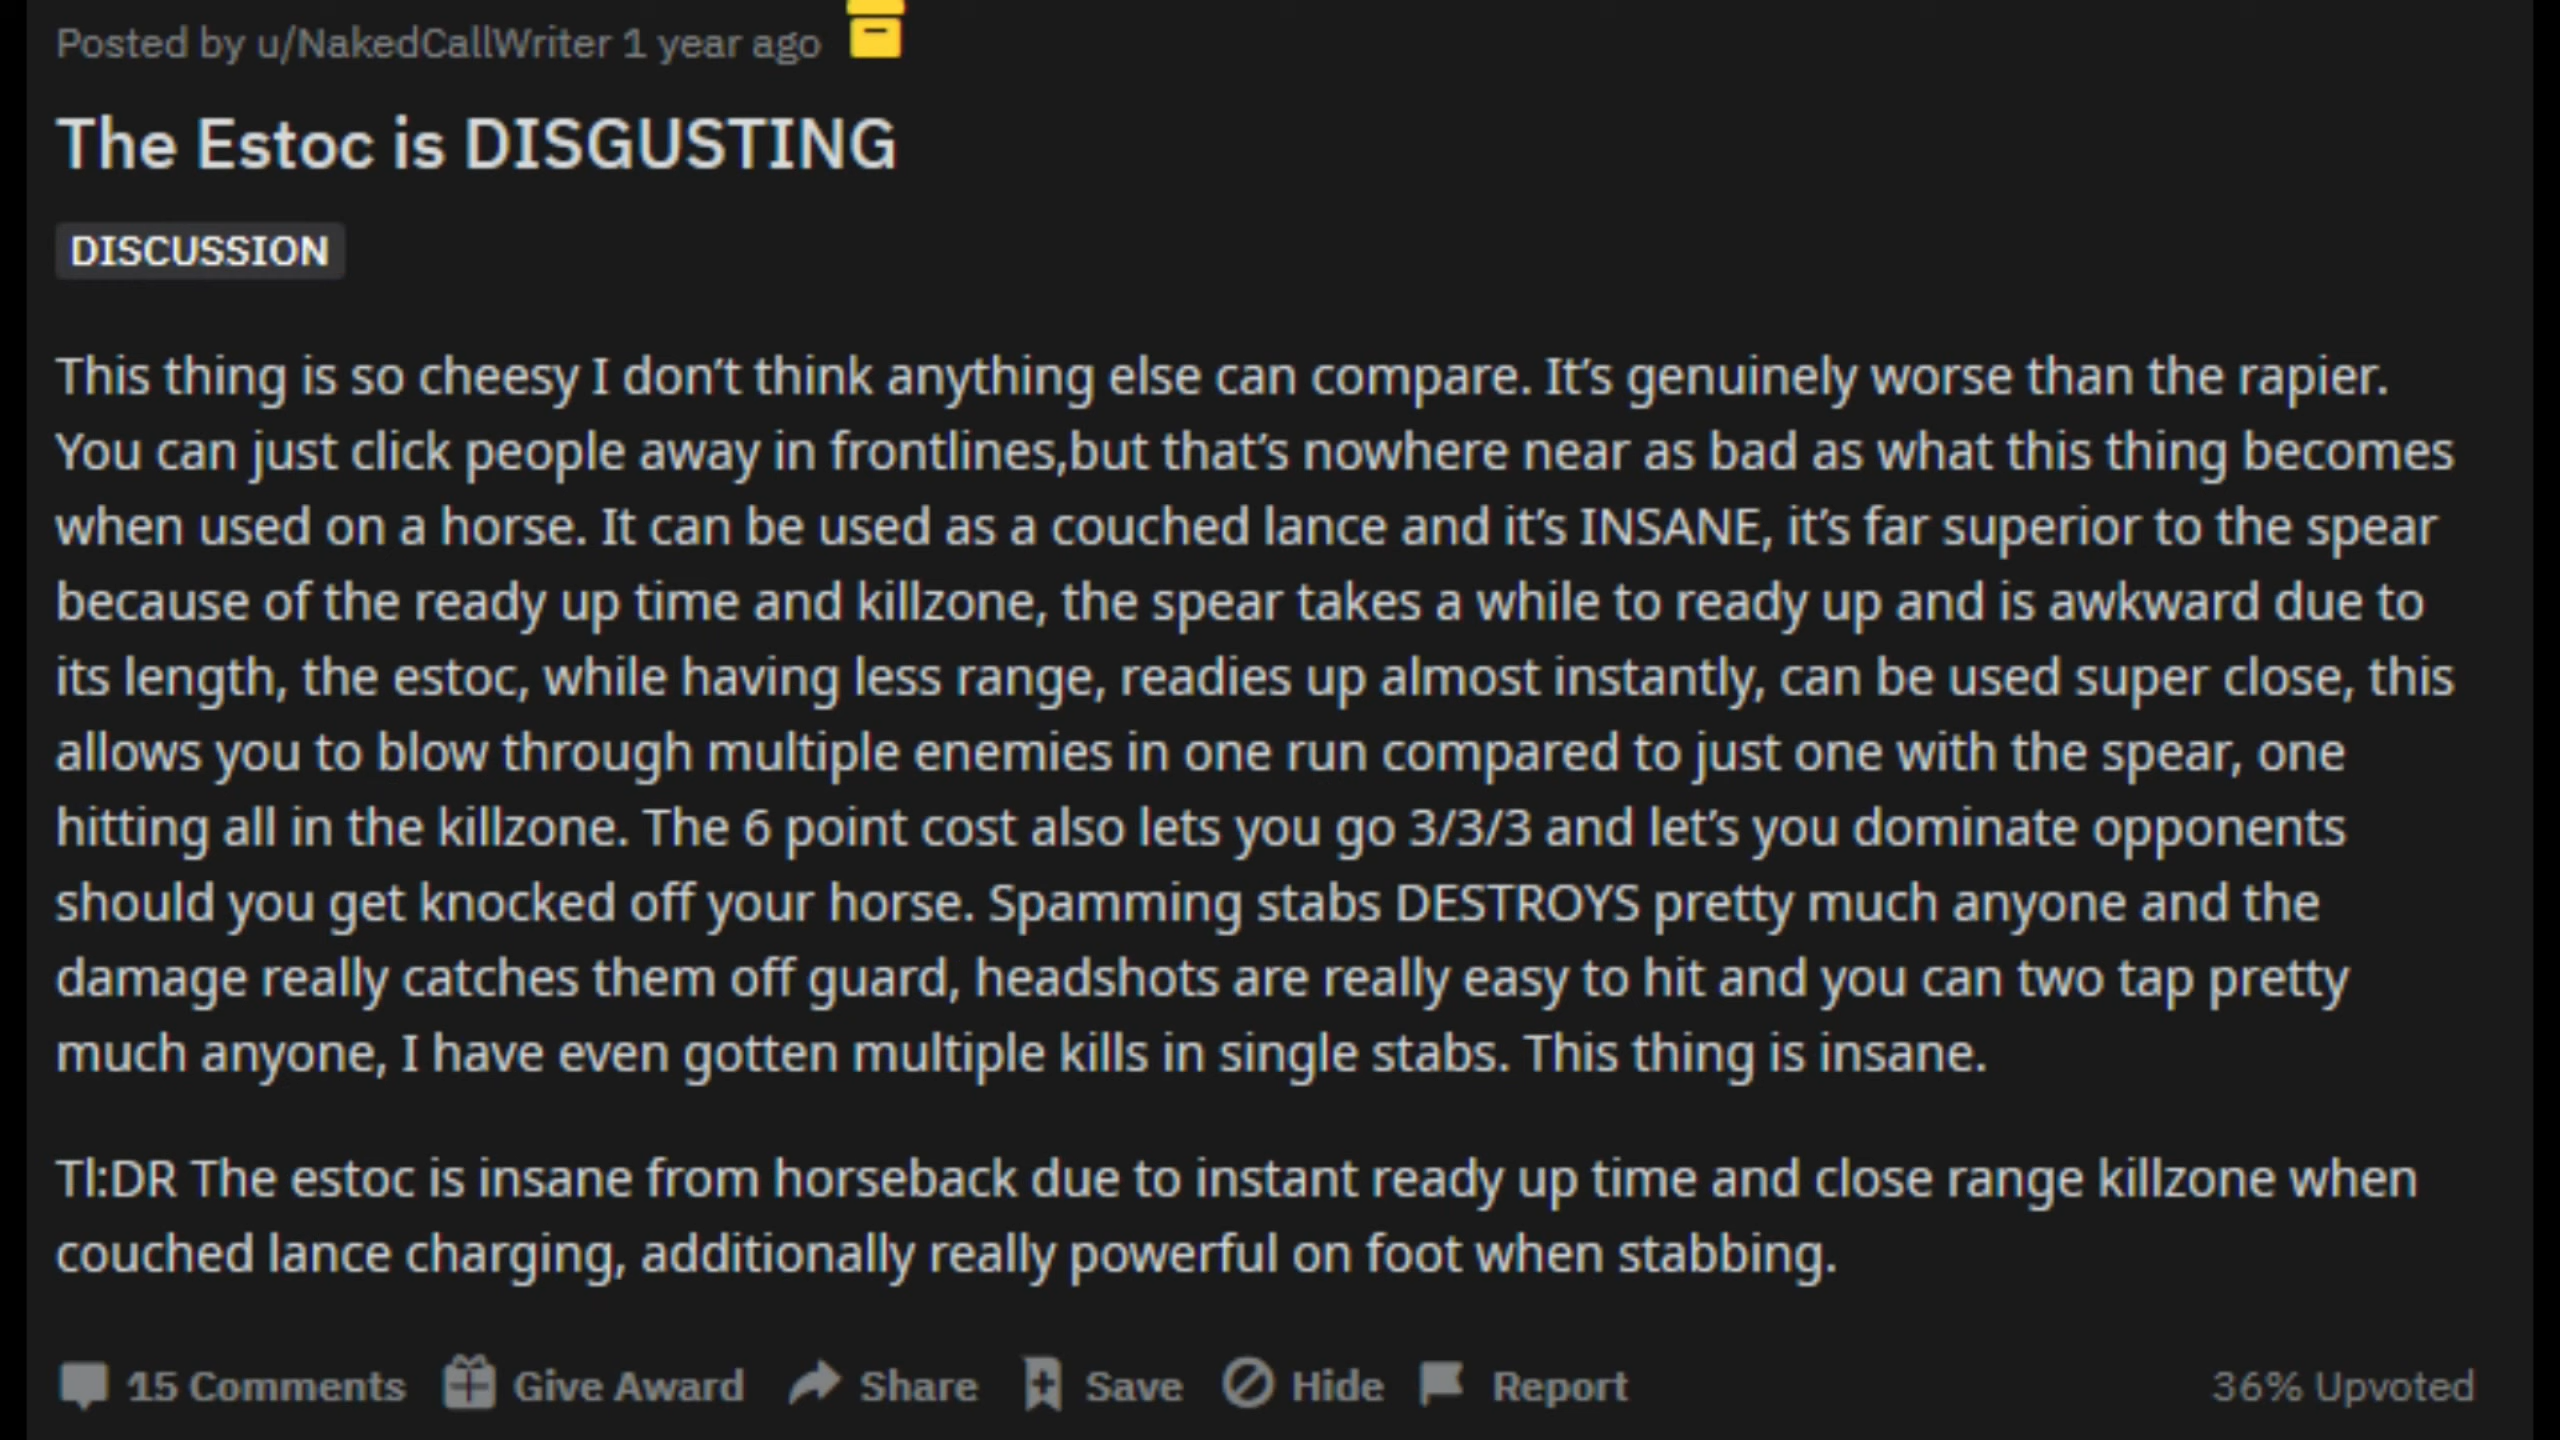 Posted by u/NakedCallWriter 1 year ago
The Estoc is DISGUSTING
DISCUSSION
This thing is so cheesy I don't think anything else can compare. It's genuinely worse than the rapier.
You can just click people away in frontlines,but that's nowhere near as bad as what this thing becomes
when used on a horse. It can be used as a couched lance and it's INSANE, it's far superior to the spear
because of the ready up time and killzone, the spear takes a while to ready up and is awkward due to
its length, the estoc, while having less range, readies up almost instantly, can be used super close, this
allows you to blow through multiple enemies in one run compared to just one with the spear, one
hitting all in the killzone. The 6 point cost also lets you go 3/3/3 and let's you dominate opponents
should you get knocked off your horse. Spamming stabs DESTROYS pretty much anyone and the
damage really catches them off guard, headshots are really easy to hit and you can two tap pretty
much anyone, I have even gotten multiple kills in single stabs. This thing is insane.
Tl:DR The estoc is insane from horseback due to instant ready up time and close range killzone when
couched lance charging, additionally really powerful on foot when stabbing.
15 Comments Give Award Share Save Hide Report 36% Upvoted